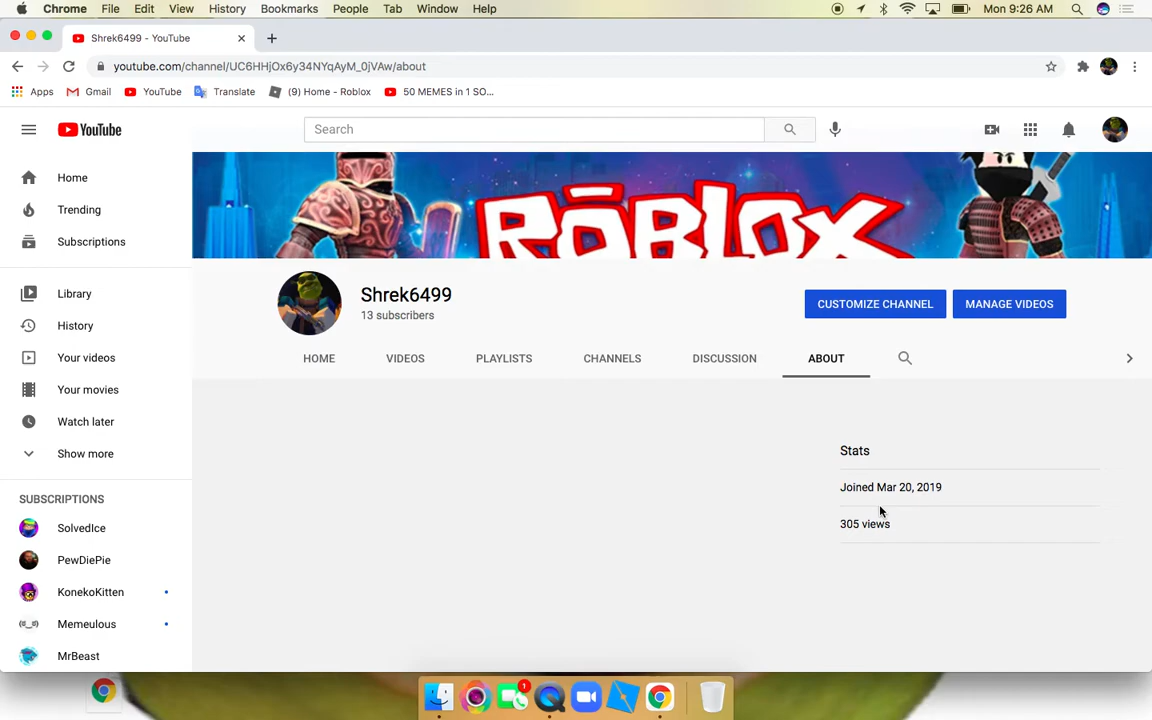 Chrome File Edit View History Bookmarks People Tab Window Help Mon 9:26 AM
Shrek6499 - YouTube
youtube.com/channel/UC6HHjOx6y34NYqAyM_0jVAw/about
Apps Gmail YouTube Translate (9) Home - Roblox 50 MEMES in 1 SO...
YouTube Search
Home
Trending
Subscriptions
Library
History
Your videos
Your movies
Watch later
Show more
SUBSCRIPTIONS
SolvedIce
PewDiePie
KonekoKitten
Memeulous
MrBeast
RŌBLOX
Shrek6499
13 subscribers
CUSTOMIZE CHANNEL MANAGE VIDEOS
HOME VIDEOS PLAYLISTS CHANNELS DISCUSSION ABOUT
Stats
Joined Mar 20, 2019
305 views
1